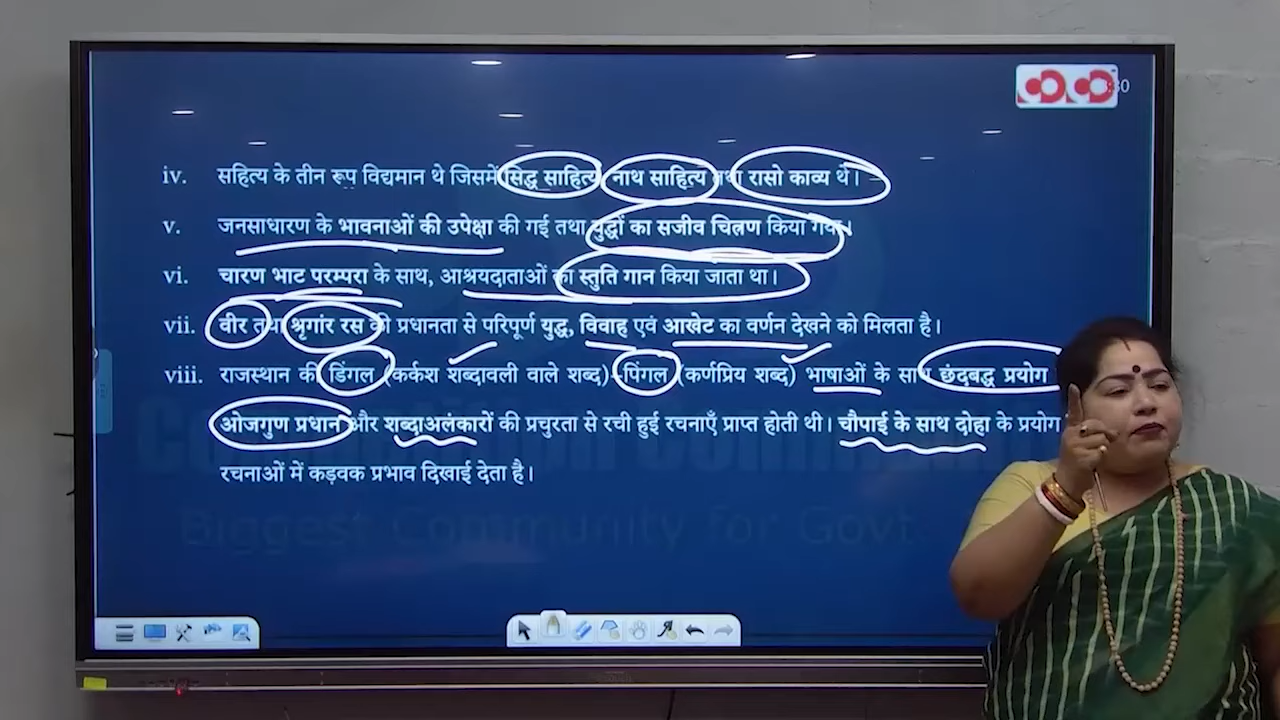 30
iv. सहित्य के तीन रूप विद्यमान थे जिसमें सिद्ध साहित्य, नाथ साहित्य तथा रासो काव्य थे।
v. जनसाधारण के भावनाओं की उपेक्षा की गई तथा युद्धों का सजीव चित्रण किया गया।
vi. चारण भाट परम्परा के साथ, आश्रयदाताओं का स्तुति गान किया जाता था।
vii. वीर तथा श्रृगांर रस की प्रधानता से परिपूर्ण युद्ध, विवाह एवं आखेट का वर्णन देखने को मिलता है।
viii. राजस्थान की डिंगल (कर्कश शब्दावली वाले शब्द) पिंगल (कर्णप्रिय शब्द) भाषाओं के साथ छंदबद्ध प्रयोग
ओजगुण प्रधान और शब्दाअलंकारों की प्रचुरता से रची हुई रचनाएँ प्राप्त होती थी। चौपाई के साथ दोहा के प्रयोग
रचनाओं में कड़वक प्रभाव दिखाई देता है।
Biggest Community for Govt.